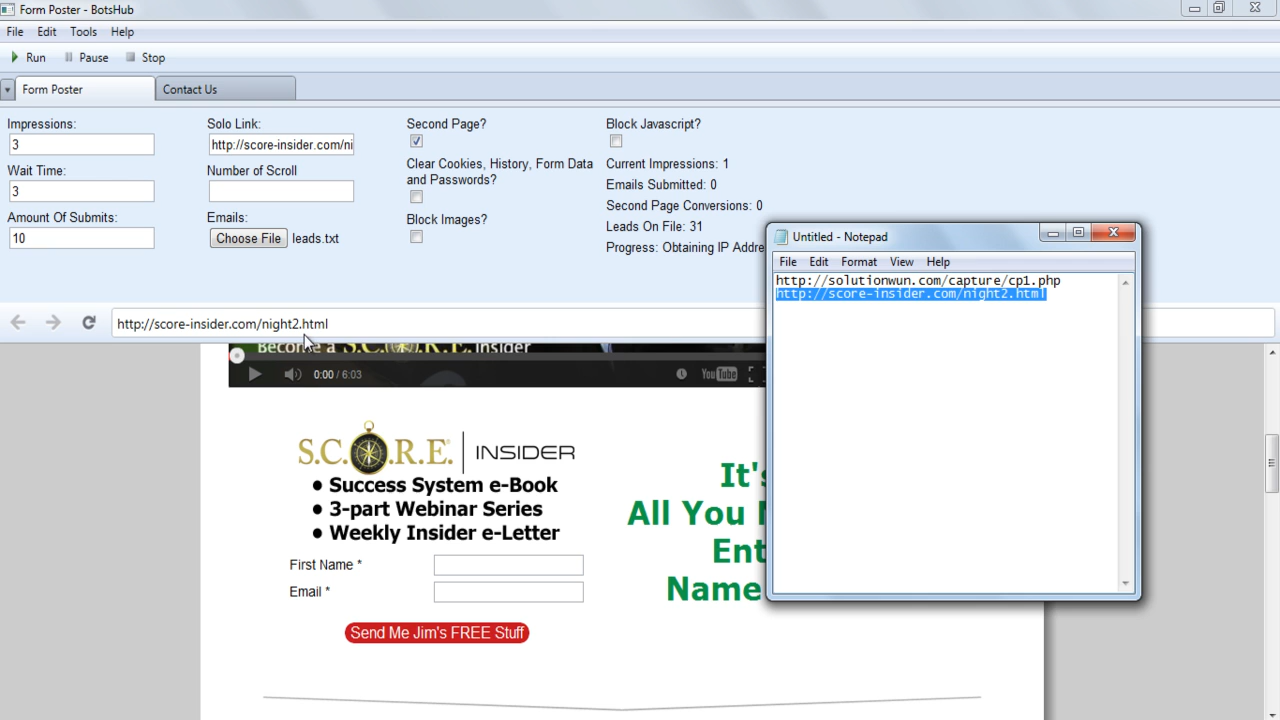 Form Poster - BotsHub
File Edit Tools Help
Run Pause Stop
Form Poster Contact Us
Impressions:
3
Wait Time:
3
Amount Of Submits:
10
Solo Link:
http://score-insider.com/ni
Number of Scroll
Emails:
Choose File leads.txt
Second Page?
Clear Cookies, History, Form Data
and Passwords?
Block Images?
Block Javascript?
Current Impressions: 1
Emails Submitted: 0
Second Page Conversions: 0
Leads On File: 31
Progress: Obtaining IP Addre
Untitled - Notepad
File Edit Format View Help
http://solutionwun.com/capture/cp1.php
http://score-insider.com/night2.html
http://score-insider.com/night2.html
Become a S.C.O.R.E. Insider
0:00 / 6:03
YouTube
S.C.O.R.E.® INSIDER
• Success System e-Book
• 3-part Webinar Series
• Weekly Insider e-Letter
First Name *
Email *
Send Me Jim's FREE Stuff
It's
All You
Ent
Name